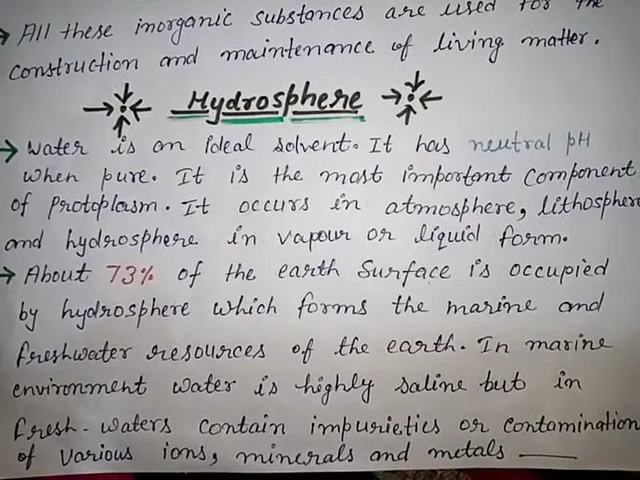 → All these inorganic substances are used for the
construction and maintenance of living matter.
Hydrosphere
→ Water is an ideal solvent. It has neutral pH
when pure. It is the most important component
of protoplasm. It occurs in atmosphere, lithosphere
and hydrosphere in vapour or liquid form.
→ About 73% of the earth surface is occupied
by hydrosphere which forms the marine and
freshwater resources of the earth. In marine
environment water is highly saline but in
fresh-waters contain impurieties or contamination
of various ions, minerals and metals ___